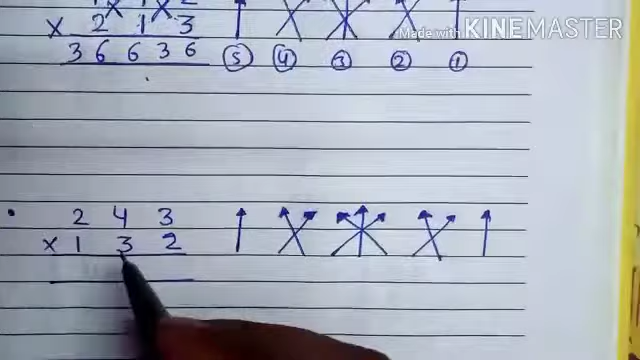 Made with KINEMASTER
x 2 1 3
3 6 6 3 6 ⑤ ④ ③ ② ①
• 2 4 3
x 1 3 2